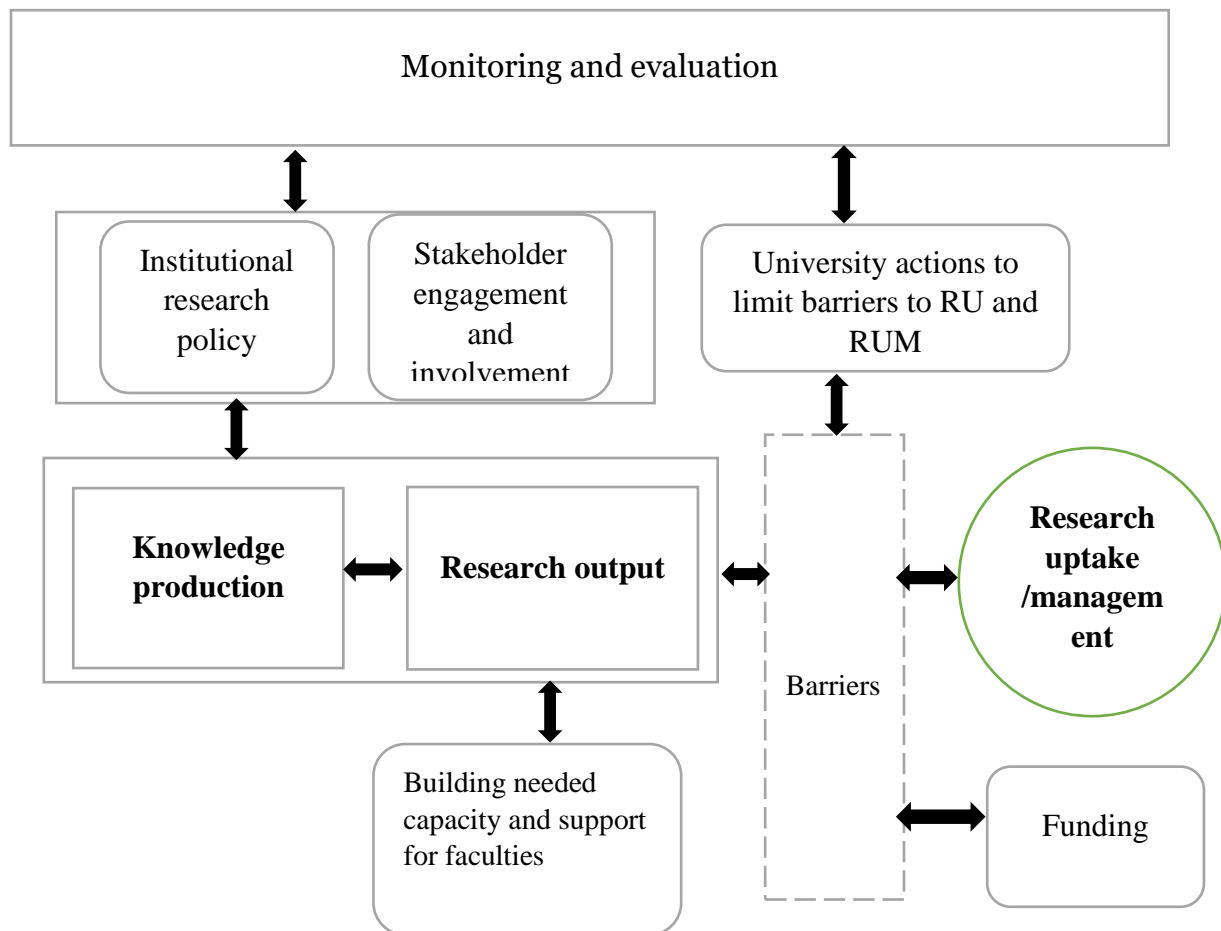 Monitoring and evaluation
Institutional
research
policy
Stakeholder
engagement
and
involvement
University actions to
limit barriers to RU and
RUM
Knowledge
production
Research output
Barriers
Research
uptake
/managem
ent
Building needed
capacity and support
for faculties
Funding